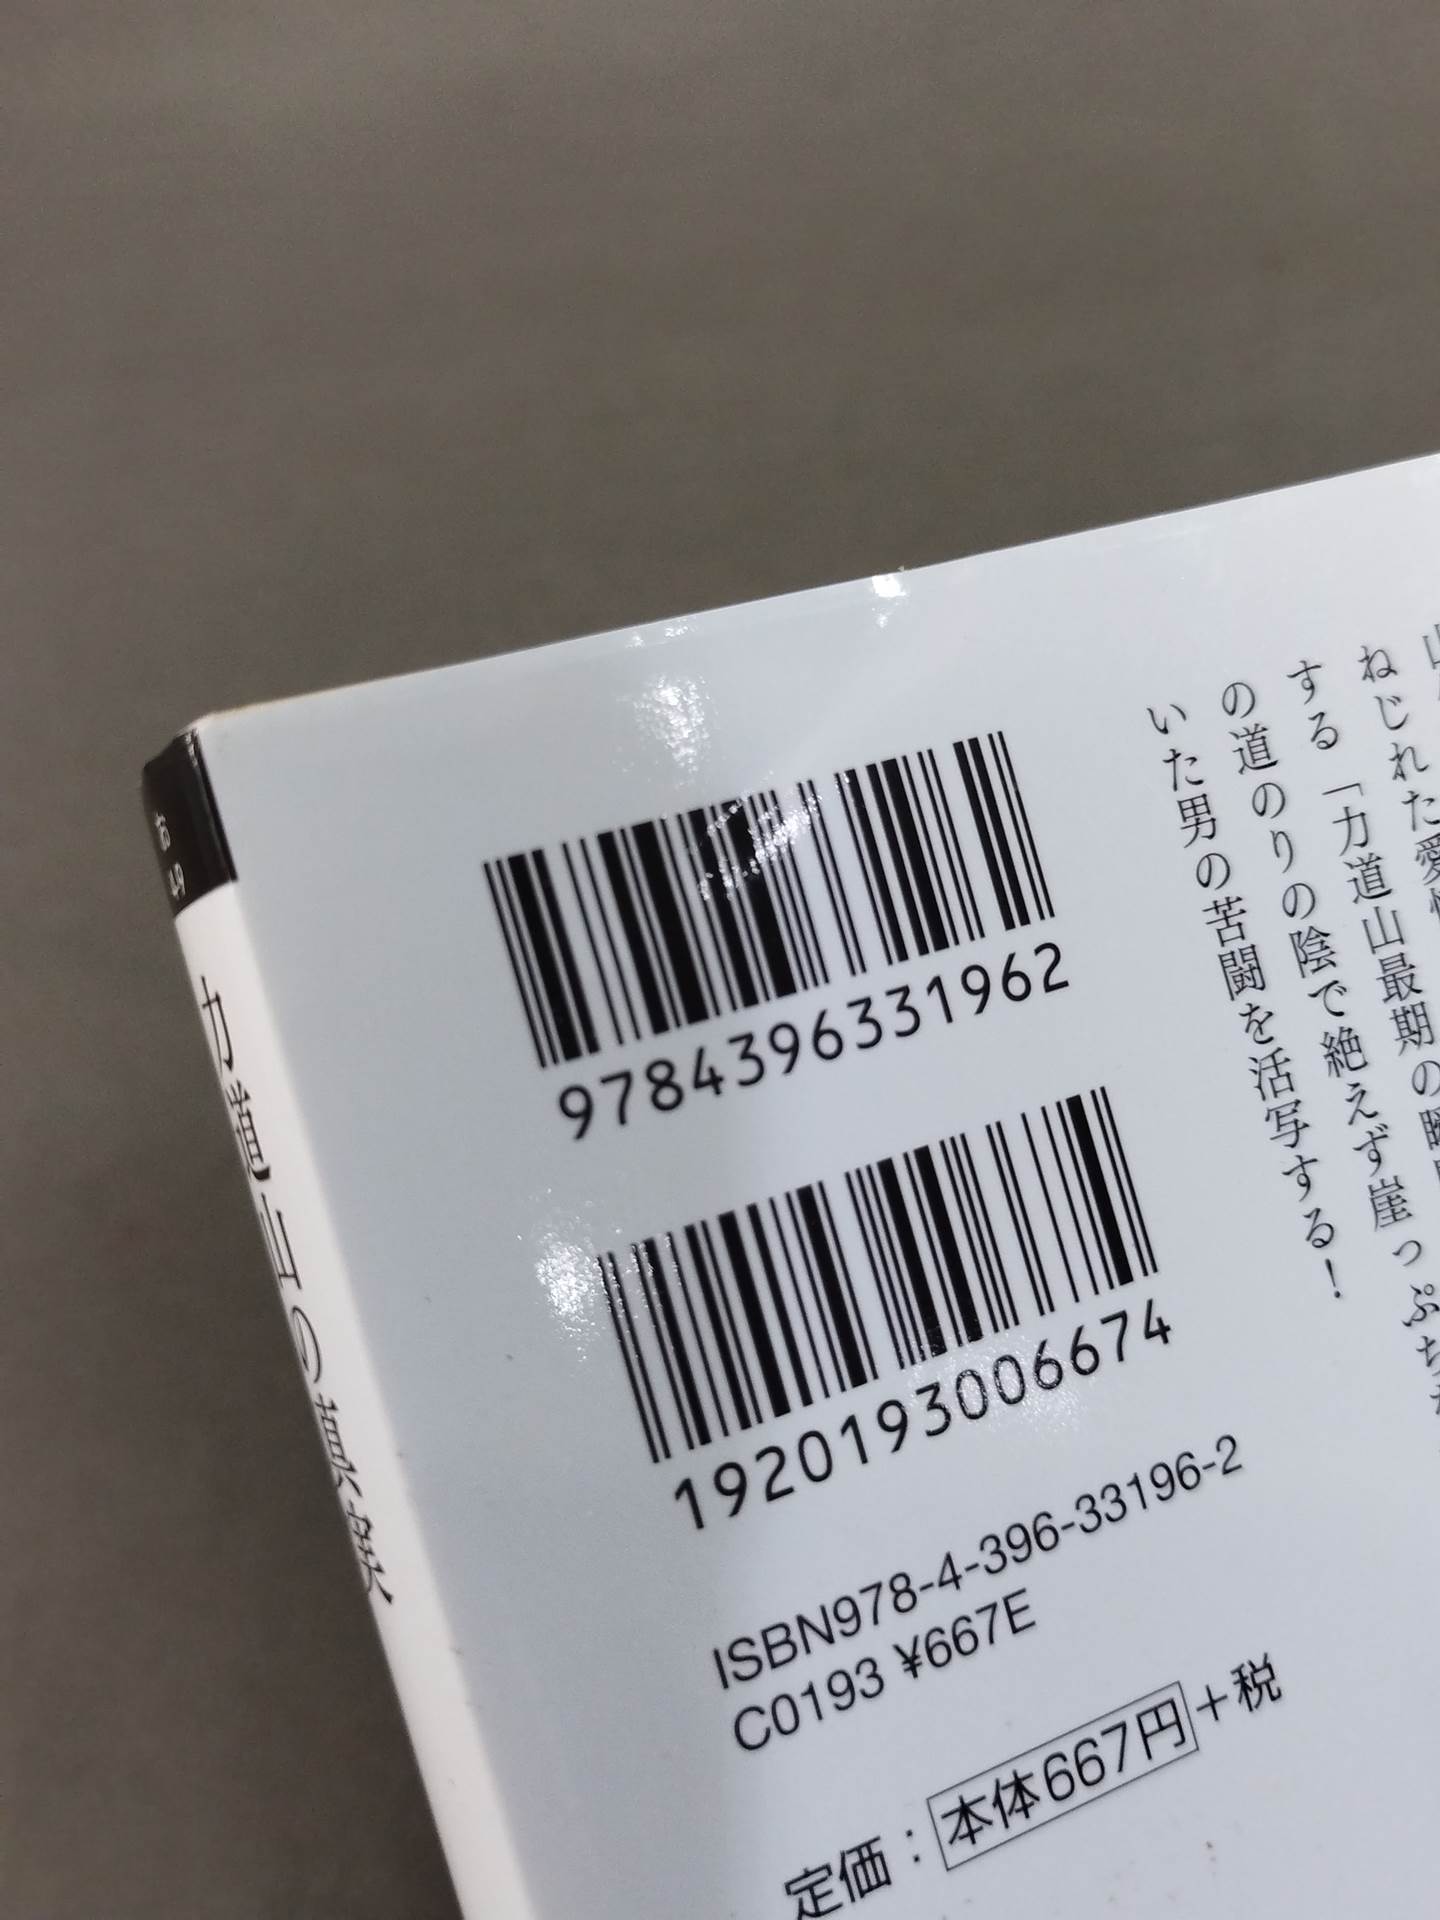 ねじれた愛
する「力道山最期の瞬
の道のりの陰で絶えず崖っぷち
いた男の苦闘を活写する!
9784396331962
1920193006674
ISBN978-4-396-33196-2
C0193 ¥667E
定価:本体667円+税
力道山の